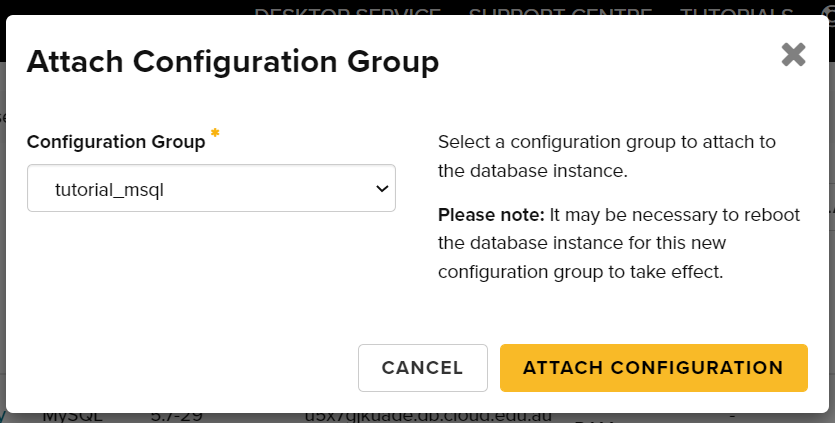 DESKTOP SERVICE SUPPORT CENTRE TUTORIALS
Attach Configuration Group
Configuration Group *
tutorial_msql
Select a configuration group to attach to
the database instance.
Please note: It may be necessary to reboot
the database instance for this new
configuration group to take effect.
CANCEL
ATTACH CONFIGURATION
MySQL 5.7-29 u5x7qjkuade.db.cloud.edu.au -